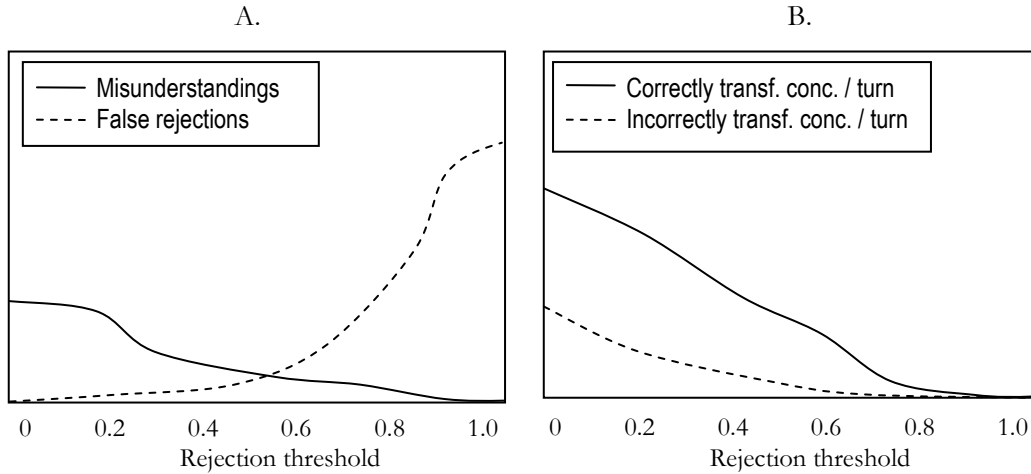 A.
Misunderstandings
False rejections
0 0.2 0.4 0.6 0.8 1.0
Rejection threshold
B.
Correctly transf. conc. / turn
Incorrectly transf. conc. / turn
0 0.2 0.4 0.6 0.8 1.0
Rejection threshold